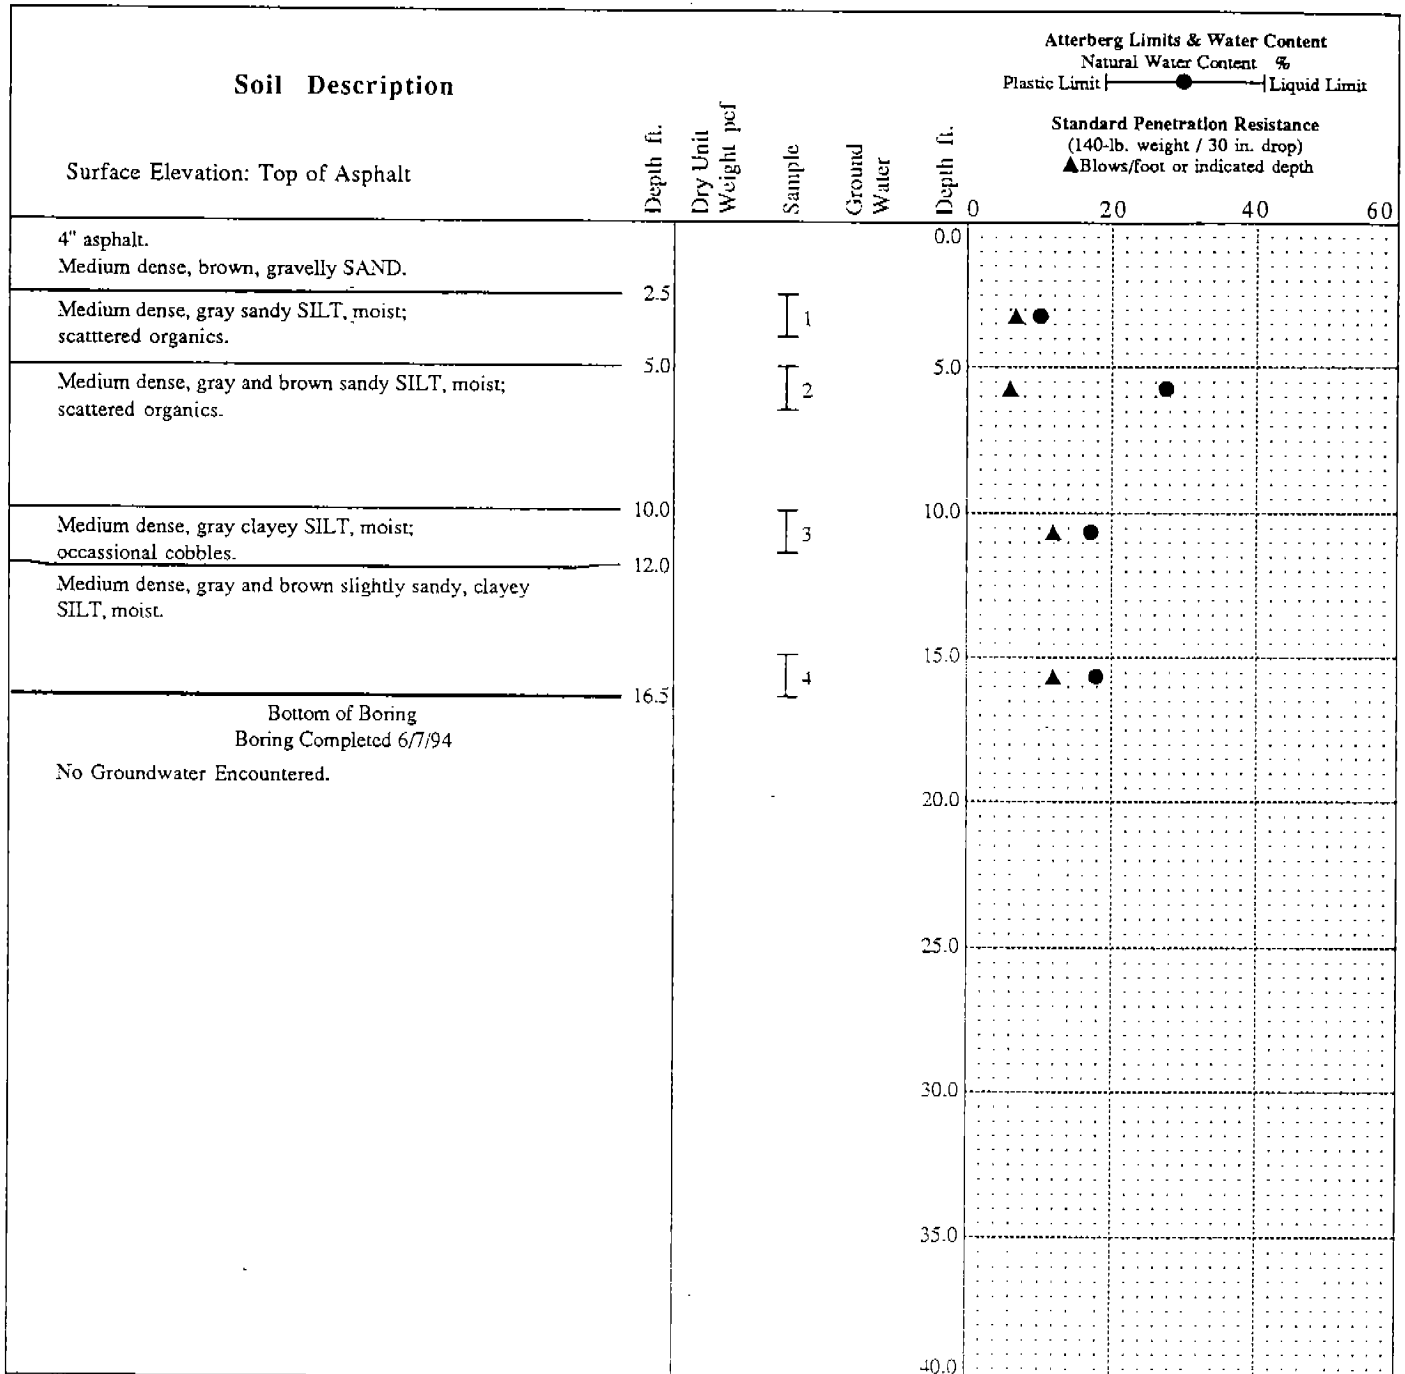 Soil Description
Surface Elevation: Top of Asphalt
Depth ft.
Dry Unit
Weight pcf
Sample
Ground
Water
Depth ft.
Atterberg Limits & Water Content
Natural Water Content %
Plastic Limit Liquid Limit
Standard Penetration Resistance
(140-lb. weight / 30 in. drop)
▲Blows/foot or indicated depth
0 20 40 60
4" asphalt.
Medium dense, brown, gravelly SAND.
2.5
Medium dense, gray sandy SILT, moist;
scatttered organics.
1
5.0
Medium dense, gray and brown sandy SILT, moist;
scattered organics.
2
10.0
Medium dense, gray clayey SILT, moist;
occassional cobbles.
3
12.0
Medium dense, gray and brown slightly sandy, clayey
SILT, moist.
4
16.5
Bottom of Boring
Boring Completed 6/7/94
No Groundwater Encountered.
0.0
5.0
10.0
15.0
20.0
25.0
30.0
35.0
40.0